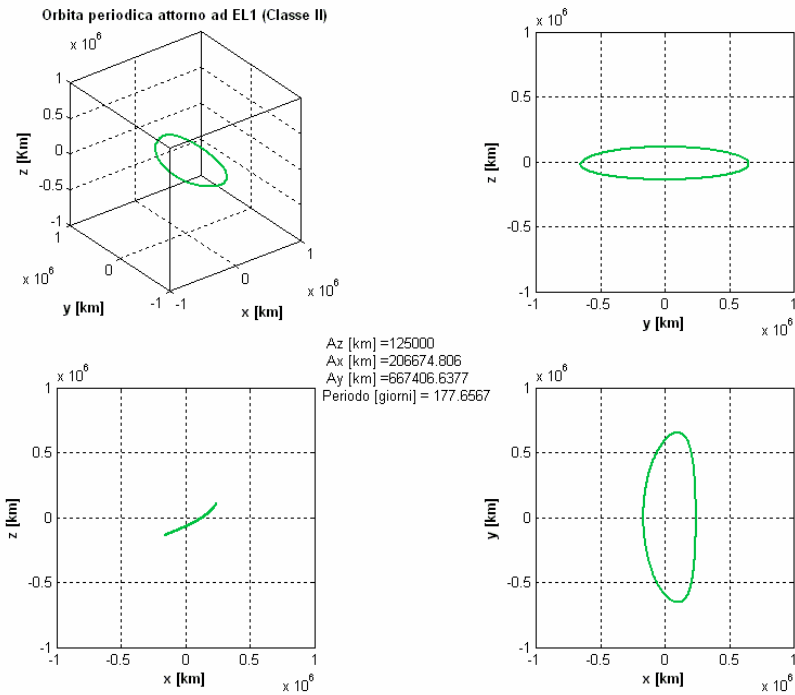 Orbita periodica attorno ad EL1 (Classe II)
x 10^6
1
0.5
0
-0.5
-1
z [Km]
1
0
-1
x 10^6
y [km]
-1
0
1
x 10^6
x [km]
x 10^6
1
0.5
0
-0.5
-1
z [km]
-1
-0.5
0
0.5
1
y [km]
x 10^6
Az [km] =125000
Ax [km] =206674.806
Ay [km] =667406.6377
Periodo [giorni] = 177.6567
x 10^6
1
0.5
0
-0.5
-1
z [km]
-1
-0.5
0
0.5
1
x [km]
x 10^6
x 10^6
1
0.5
0
-0.5
-1
y [km]
-1
-0.5
0
0.5
1
x [km]
x 10^6